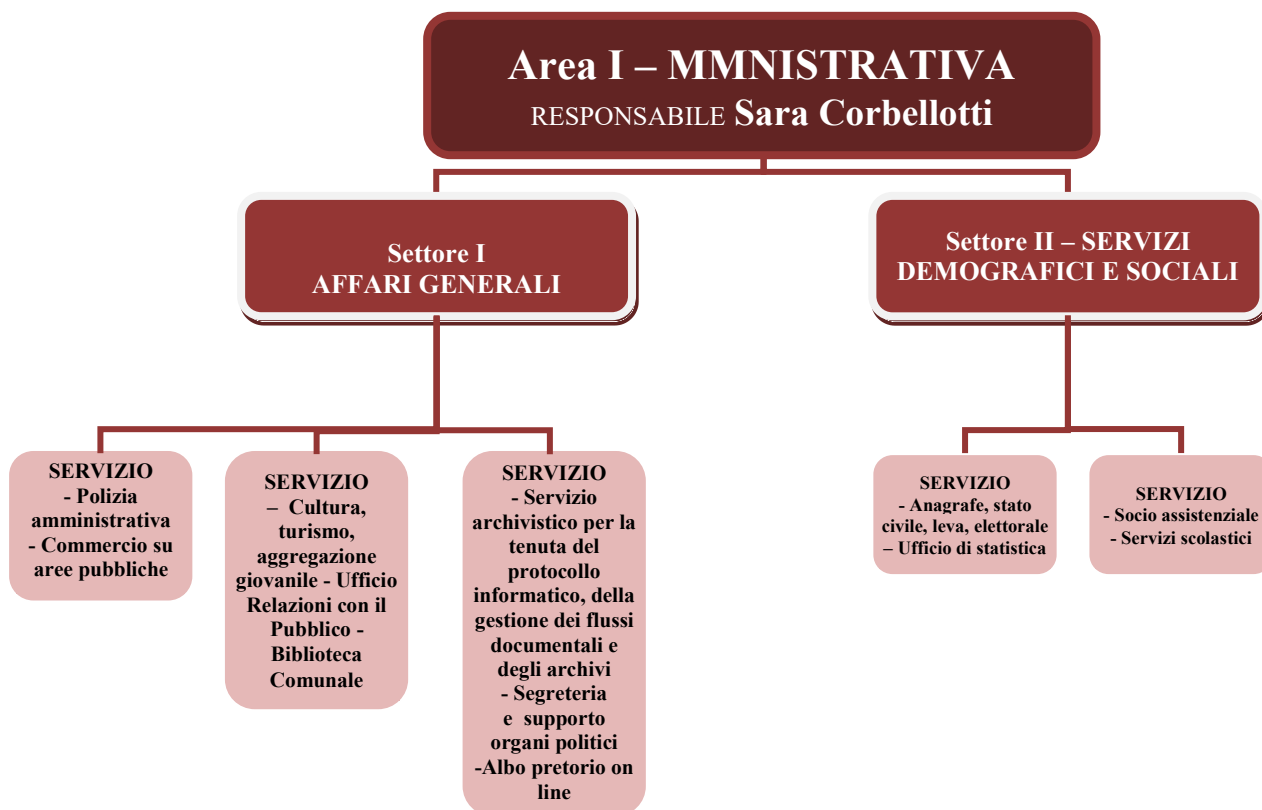 Area I – MMNISTRATIVA
RESPONSABILE Sara Corbellotti
Settore I
AFFARI GENERALI
Settore II – SERVIZI
DEMOGRAFICI E SOCIALI
SERVIZIO
- Polizia
amministrativa
- Commercio su
aree pubbliche
SERVIZIO
– Cultura,
turismo,
aggregazione
giovanile - Ufficio
Relazioni con il
Pubblico -
Biblioteca
Comunale
SERVIZIO
- Servizio
archivistico per la
tenuta del
protocollo
informatico, della
gestione dei flussi
documentali e
degli archivi
- Segreteria
e supporto
organi politici
-Albo pretorio on
line
SERVIZIO
- Anagrafe, stato
civile, leva, elettorale
– Ufficio di statistica
SERVIZIO
- Socio assistenziale
- Servizi scolastici